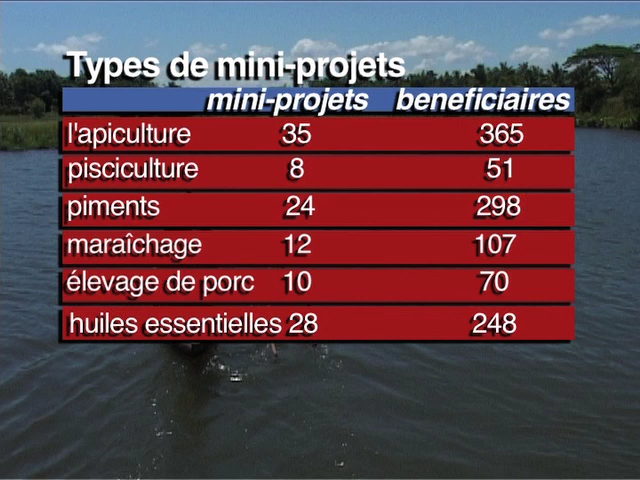 Types de mini-projets
mini-projets beneficiaires
l'apiculture 35 365
pisciculture 8 51
piments 24 298
maraîchage 12 107
élevage de porc 10 70
huiles essentielles 28 248